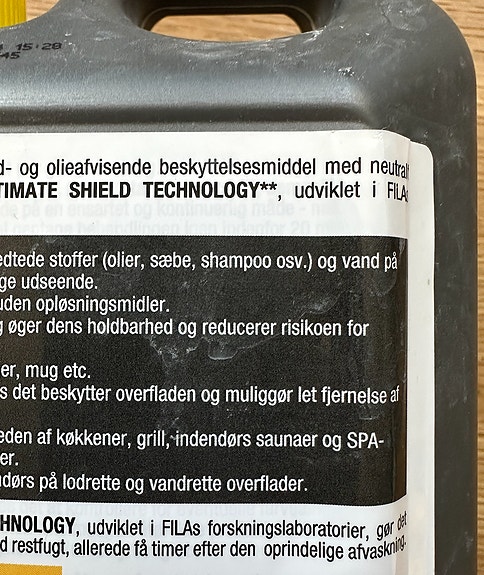 15:28
45
d- og olieafvisende beskyttelsesmiddel med neutralt
TIMATE SHIELD TECHNOLOGY**, udviklet i FILAs
edtede stoffer (olier, sæbe, shampoo osv.) og vand på
ge udseende.
uden opløsningsmidler.
g øger dens holdbarhed og reducerer risikoen for
er, mug etc.
s det beskytter overfladen og muliggør let fjernelse af
eden af køkkener, grill, indendørs saunaer og SPA-
er.
ndørs på lodrette og vandrette overflader.
CHNOLOGY, udviklet i FILAs forskningslaboratorier, gør det
d restfugt, allerede få timer efter den oprindelige afvaskning.